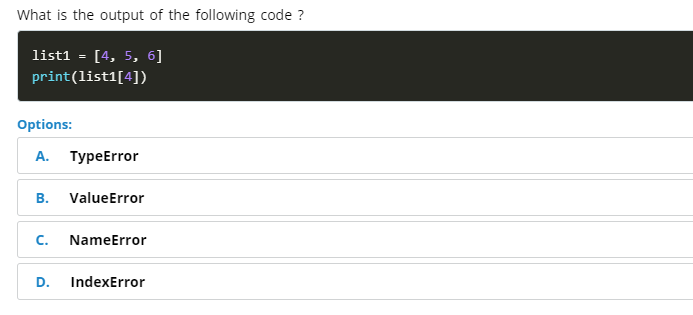 What is the output of the following code ?
list1 = [4, 5, 6]
print(list1[4])
Options:
A. TypeError
B. ValueError
C. NameError
D. IndexError